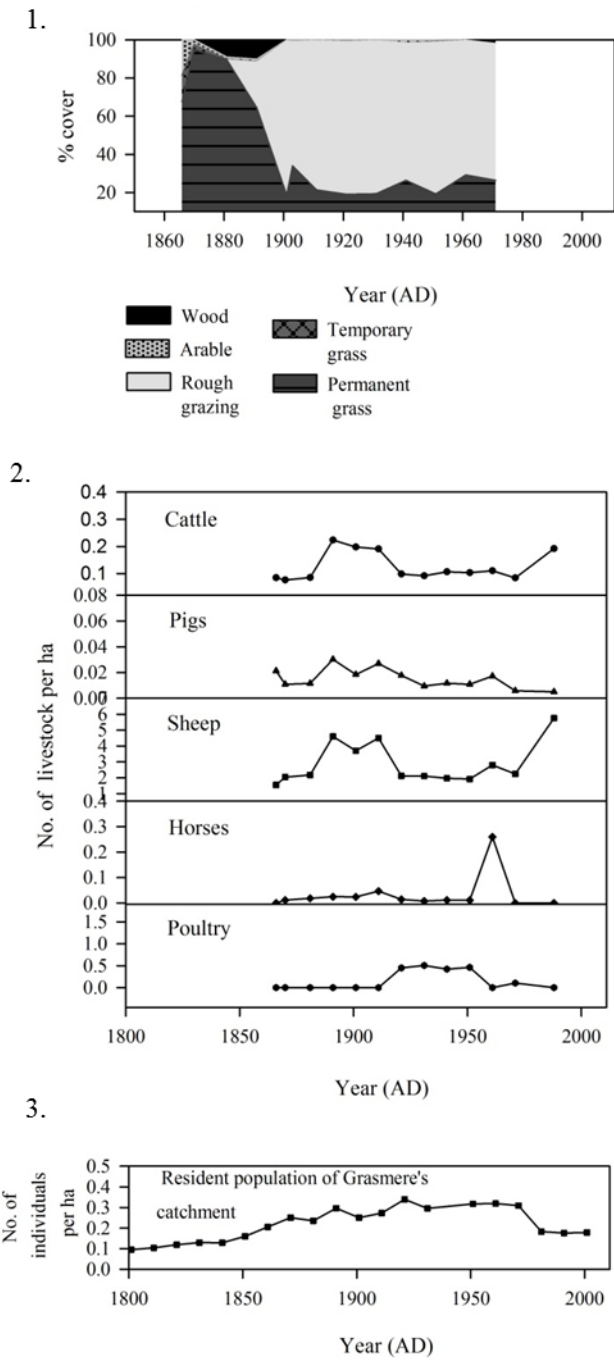 1.
100
80
60
40
20
% cover
1860 1880 1900 1920 1940 1960 1980 2000
Year (AD)
Wood
Arable
Rough
grazing
Temporary
grass
Permanent
grass
2.
No. of livestock per ha
0.4
0.3
0.2
0.1
Cattle
0.08
0.06
0.04
0.02
0.00
Pigs
7
6
5
4
3
2
1
Sheep
0.4
0.3
0.2
0.1
0.0
Horses
1.5
1.0
0.5
0.0
Poultry
1800 1850 1900 1950 2000
Year (AD)
3.
No. of
individuals
per ha
0.5
0.4
0.3
0.2
0.1
0.0
Resident population of Grasmere's
catchment
1800 1850 1900 1950 2000
Year (AD)